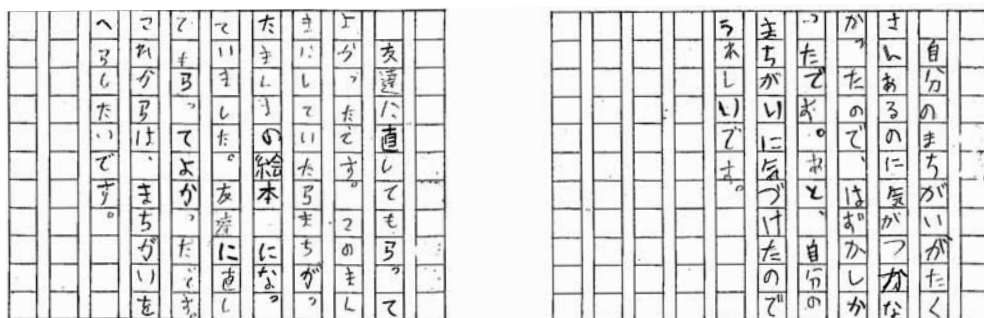 自分のまちがいがたく
さんあるのに気がつかな
かったので、はずかしか
ったです。あと、自分の
まちがいに気づけたので
うれしいです。
友達に直してもらって
よかったです。このまん
まにしていたらまちがっ
たまんまの絵本になっ
ていました。友達に直し
てもらってよかったです。
これからは、まちがいを
へらしたいです。